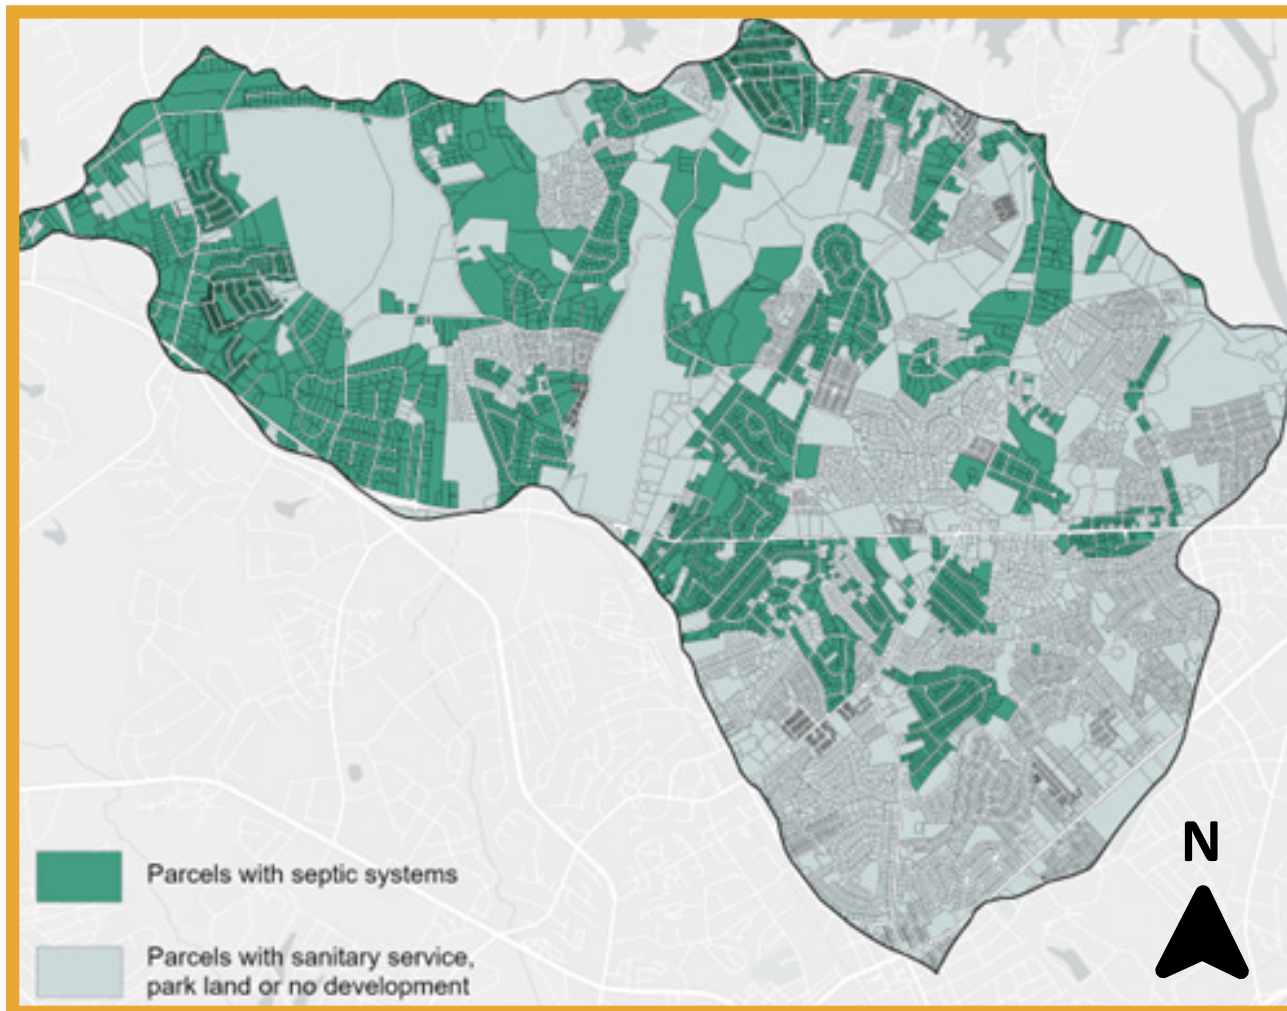 Parcels with septic systems
Parcels with sanitary service,
park land or no development
N